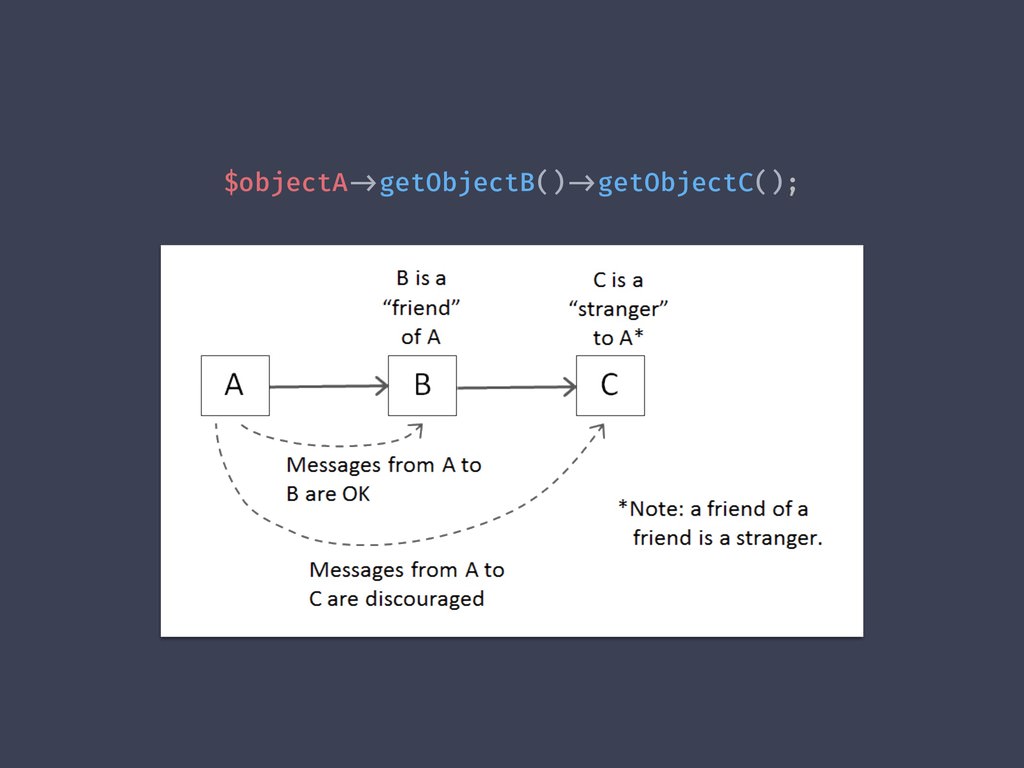 $objectA→getObjectB()→getObjectC();
B is a
“friend”
of A
C is a
“stranger”
to A*
A
B
C
Messages from A to
B are OK
*Note: a friend of a
friend is a stranger.
Messages from A to
C are discouraged